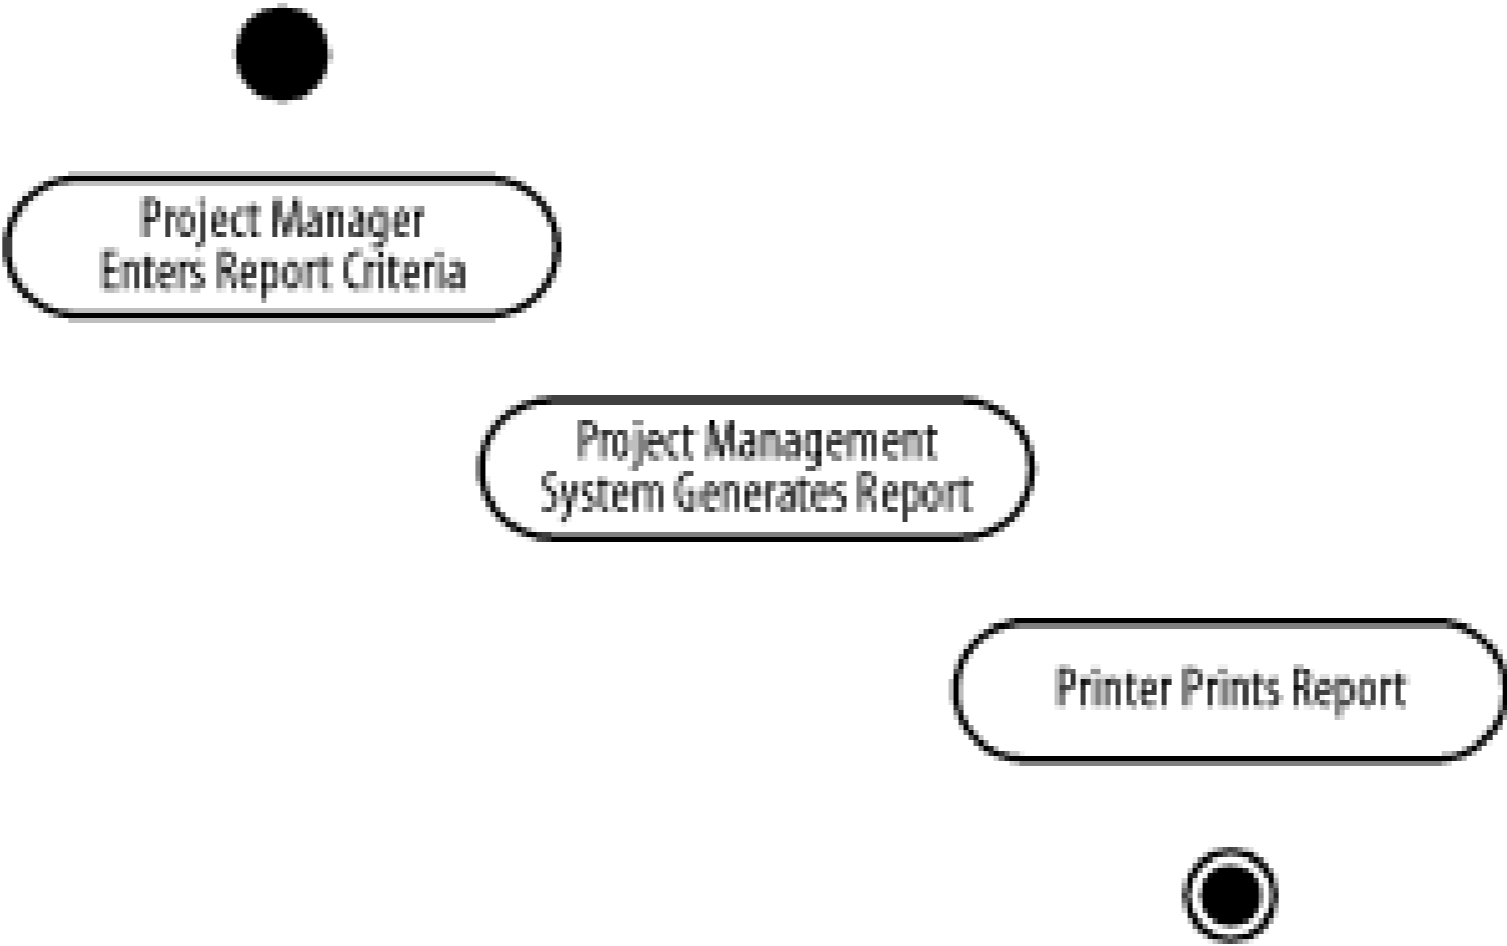 Project Manager
Enters Report Criteria
Project Management
System Generates Report
Printer Prints Report